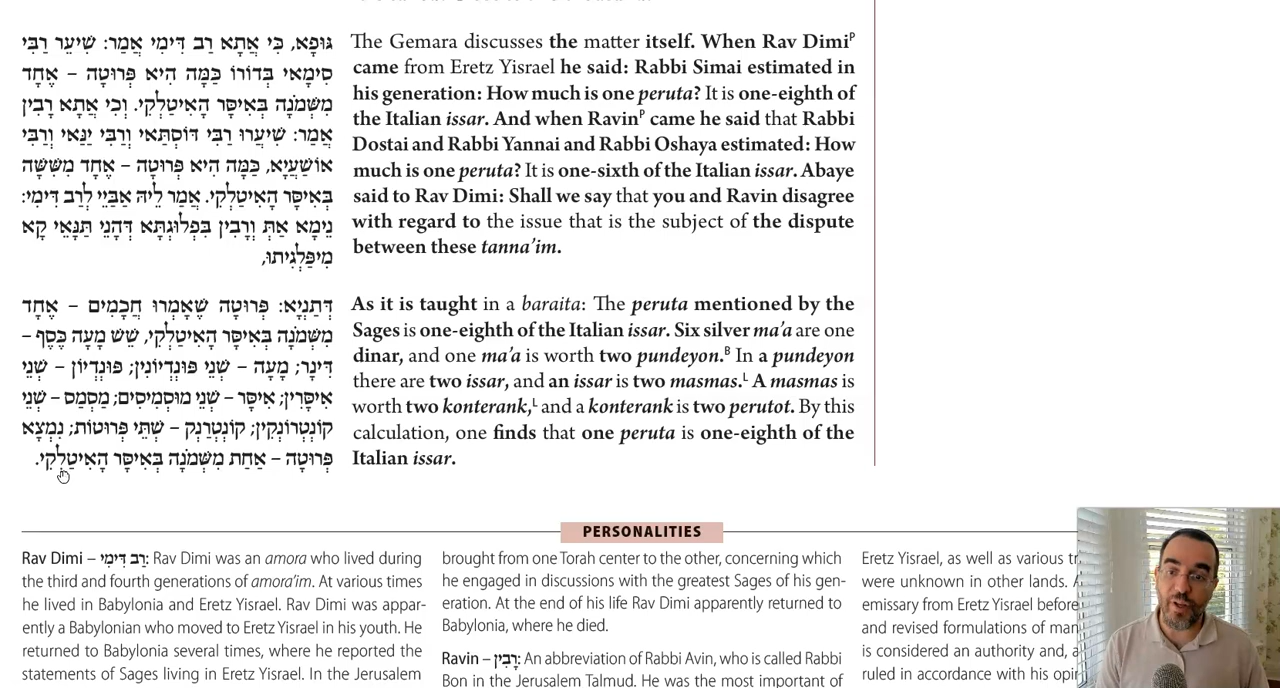 גּוּפָא, כִּי אֲתָא רַב דִּימִי אָמַר: שִׁיעֵר רַבִּי
סִימַאי בְּדוֹרוֹ כַּמָּה הִיא פְּרוּטָה – אֶחָד
מִשְּׁמֹנָה בְּאִיסָּר הָאִיטַלְקִי. וְכִי אֲתָא רָבִין
אָמַר: שִׁיעֲרוּ רַבִּי דּוֹסְתַּאי וְרַבִּי יַנַּאי וְרַבִּי
אוֹשַׁעְיָא, כַּמָּה הִיא פְּרוּטָה – אֶחָד מִשִּׁשָּׁה
בְּאִיסָּר הָאִיטַלְקִי. אֲמַר לֵיהּ אַבַּיֵי לְרַב דִּימִי:
נֵימָא אַתְּ וְרָבִין בִּפְלוּגְתָּא דְּהָנֵי תַּנָּאֵי קָא
מִיפַּלְגִיתוּ,
The Gemara discusses the matter itself. When Rav Dimiᴾ
came from Eretz Yisrael he said: Rabbi Simai estimated in
his generation: How much is one peruta? It is one-eighth of
the Italian issar. And when Ravinᴾ came he said that Rabbi
Dostai and Rabbi Yannai and Rabbi Oshaya estimated: How
much is one peruta? It is one-sixth of the Italian issar. Abaye
said to Rav Dimi: Shall we say that you and Ravin disagree
with regard to the issue that is the subject of the dispute
between these tanna’im.
דְּתַנְיָא: פְּרוּטָה שֶׁאָמְרוּ חֲכָמִים – אֶחָד
מִשְּׁמֹנָה בְּאִיסָּר הָאִיטַלְקִי, שֵׁשׁ מָעָה כֶּסֶף –
דִּינָר; מָעָה – שְׁנֵי פּוּנְדְּיוֹנִין; פּוּנְדְּיוֹן – שְׁנֵי
אִיסָּרִין; אִיסָּר – שְׁנֵי מוּסְמִיסִים; מַסְמַס – שְׁנֵי
קוּנְטְרוֹנְקִין; קוּנְטְרַנְק – שְׁתֵּי פְּרוּטוֹת; נִמְצָא
פְּרוּטָה – אַחַת מִשְּׁמֹנָה בְּאִיסָּר הָאִיטַלְקִי.
As it is taught in a baraita: The peruta mentioned by the
Sages is one-eighth of the Italian issar. Six silver ma’a are one
dinar, and one ma’a is worth two pundeyon.ᴮ In a pundeyon
there are two issar, and an issar is two masmas.ᴸ A masmas is
worth two konterank,ᴸ and a konterank is two perutot. By this
calculation, one finds that one peruta is one-eighth of the
Italian issar.
PERSONALITIES
Rav Dimi – רַב דִּימִי: Rav Dimi was an amora who lived during
the third and fourth generations of amora’im. At various times
he lived in Babylonia and Eretz Yisrael. Rav Dimi was appar-
ently a Babylonian who moved to Eretz Yisrael in his youth. He
returned to Babylonia several times, where he reported the
statements of Sages living in Eretz Yisrael. In the Jerusalem
brought from one Torah center to the other, concerning which
he engaged in discussions with the greatest Sages of his gen-
eration. At the end of his life Rav Dimi apparently returned to
Babylonia, where he died.
Ravin – רָבִין: An abbreviation of Rabbi Avin, who is called Rabbi
Bon in the Jerusalem Talmud. He was the most important of
Eretz Yisrael, as well as various
were unknown in other lands.
emissary from Eretz Yisrael before
and revised formulations of
is considered an authority and,
ruled in accordance with his